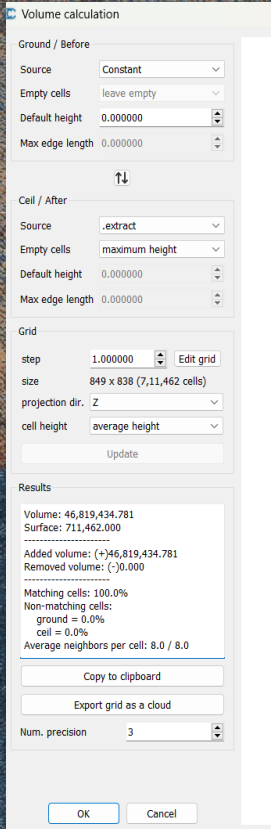 Volume calculation
Ground / Before
Source Constant
Empty cells leave empty
Default height 0.000000
Max edge length 0.000000
Ceil / After
Source .extract
Empty cells maximum height
Default height 0.000000
Max edge length 0.000000
Grid
step 1.000000 Edit grid
size 849 x 838 (7,11,462 cells)
projection dir. Z
cell height average height
Update
Results
Volume: 46,819,434.781
Surface: 711,462.000
----------------------
Added volume: (+)46,819,434.781
Removed volume: (-)0.000
----------------------
Matching cells: 100.0%
Non-matching cells:
ground = 0.0%
ceil = 0.0%
Average neighbors per cell: 8.0 / 8.0
Copy to clipboard
Export grid as a cloud
Num. precision 3
OK Cancel